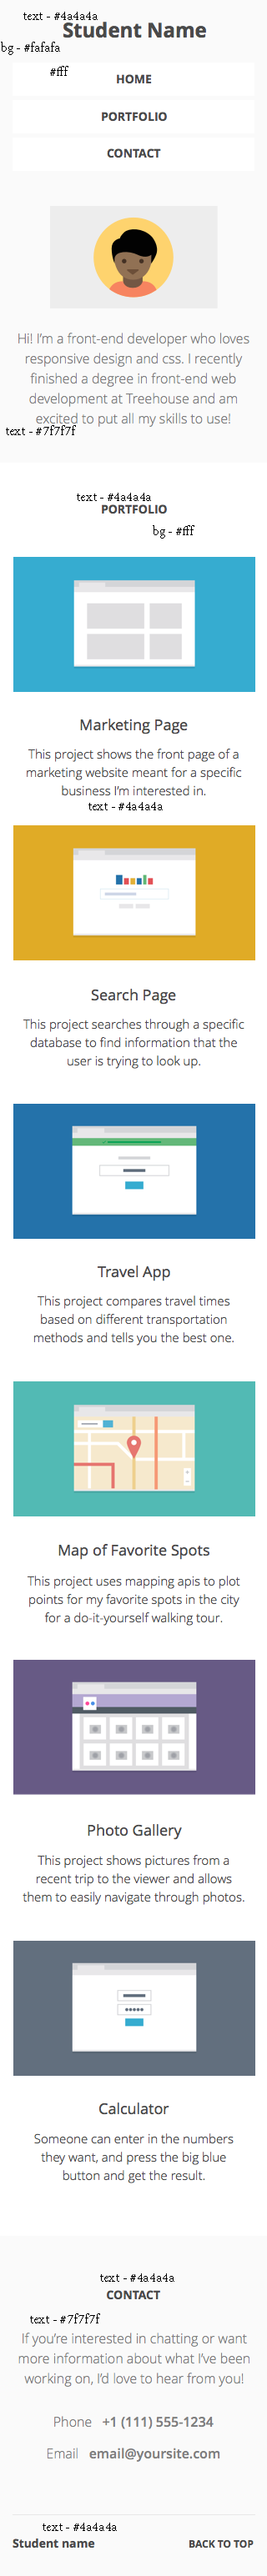 text - #4a4a4a
Student Name
bg - #fafafa
#fff
HOME
PORTFOLIO
CONTACT
Hi! I'm a front-end developer who loves
responsive design and css. I recently
finished a degree in front-end web
development at Treehouse and am
excited to put all my skills to use!
text - #7f7f7f
text - #4a4a4a
PORTFOLIO
bg - #fff
Marketing Page
This project shows the front page of a
marketing website meant for a specific
business I'm interested in.
text - #4a4a4a
Search Page
This project searches through a specific
database to find information that the
user is trying to look up.
Travel App
This project compares travel times
based on different transportation
methods and tells you the best one.
Map of Favorite Spots
This project uses mapping apis to plot
points for my favorite spots in the city
for a do-it-yourself walking tour.
Photo Gallery
This project shows pictures from a
recent trip to the viewer and allows
them to easily navigate through photos.
Calculator
Someone can enter in the numbers
they want, and press the big blue
button and get the result.
text - #4a4a4a
CONTACT
text - #7f7f7f
If you're interested in chatting or want
more information about what I've been
working on, I'd love to hear from you!
Phone +1 (111) 555-1234
Email email@yoursite.com
text - #4a4a4a
Student name BACK TO TOP